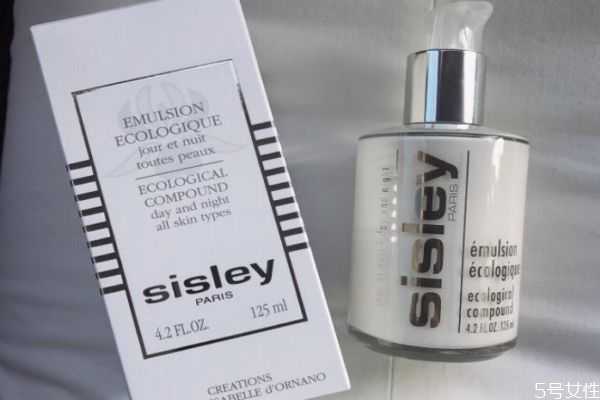 EMULSION
ECOLOGIQUE
jour et nuit
toutes peaux
ECOLOGICAL
COMPOUND
day and night
all skin types
sisley
PARIS
4.2 FL.OZ. 125 ml
CREATIONS
ISABELLE d'ORNANO
sisley
PARIS
émulsion
écologique
ecological
compound
4.2 FL.OZ. 125 ml
5号女性